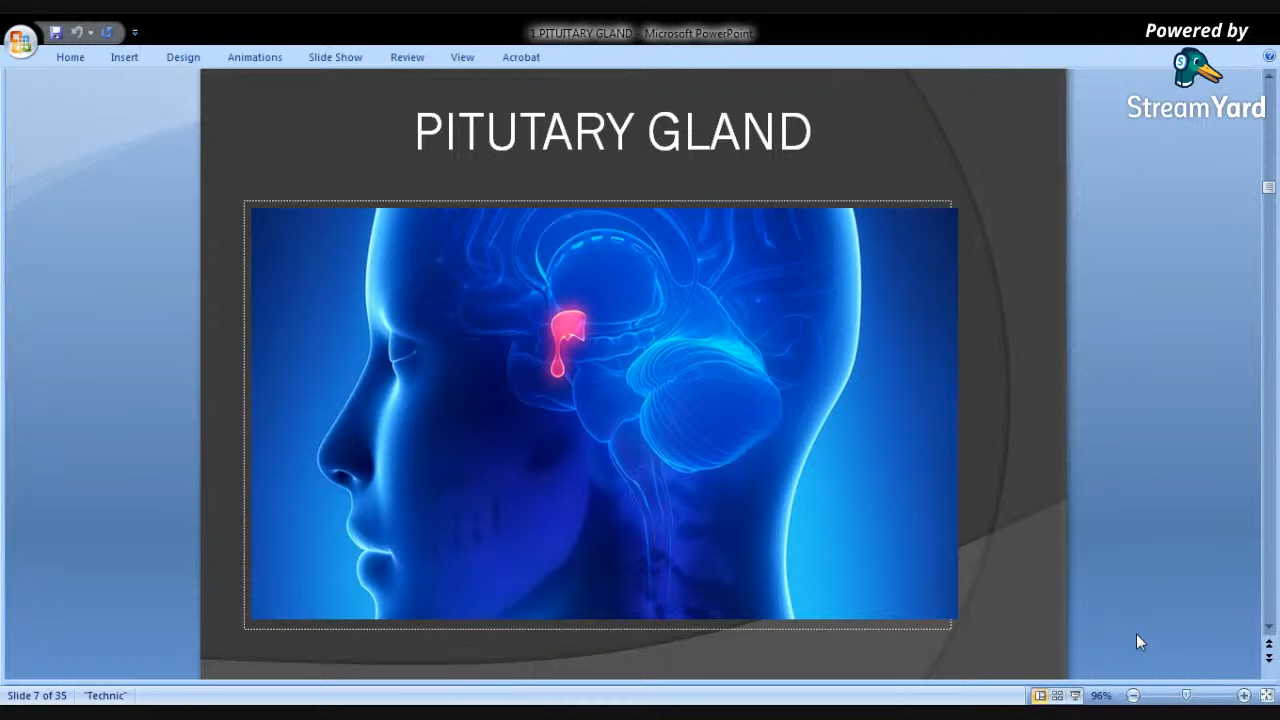 1.PITUITARY GLAND - Microsoft PowerPoint
Powered by
StreamYard
Home Insert Design Animations Slide Show Review View Acrobat
PITUTARY GLAND
Slide 7 of 35 "Technic" 96%